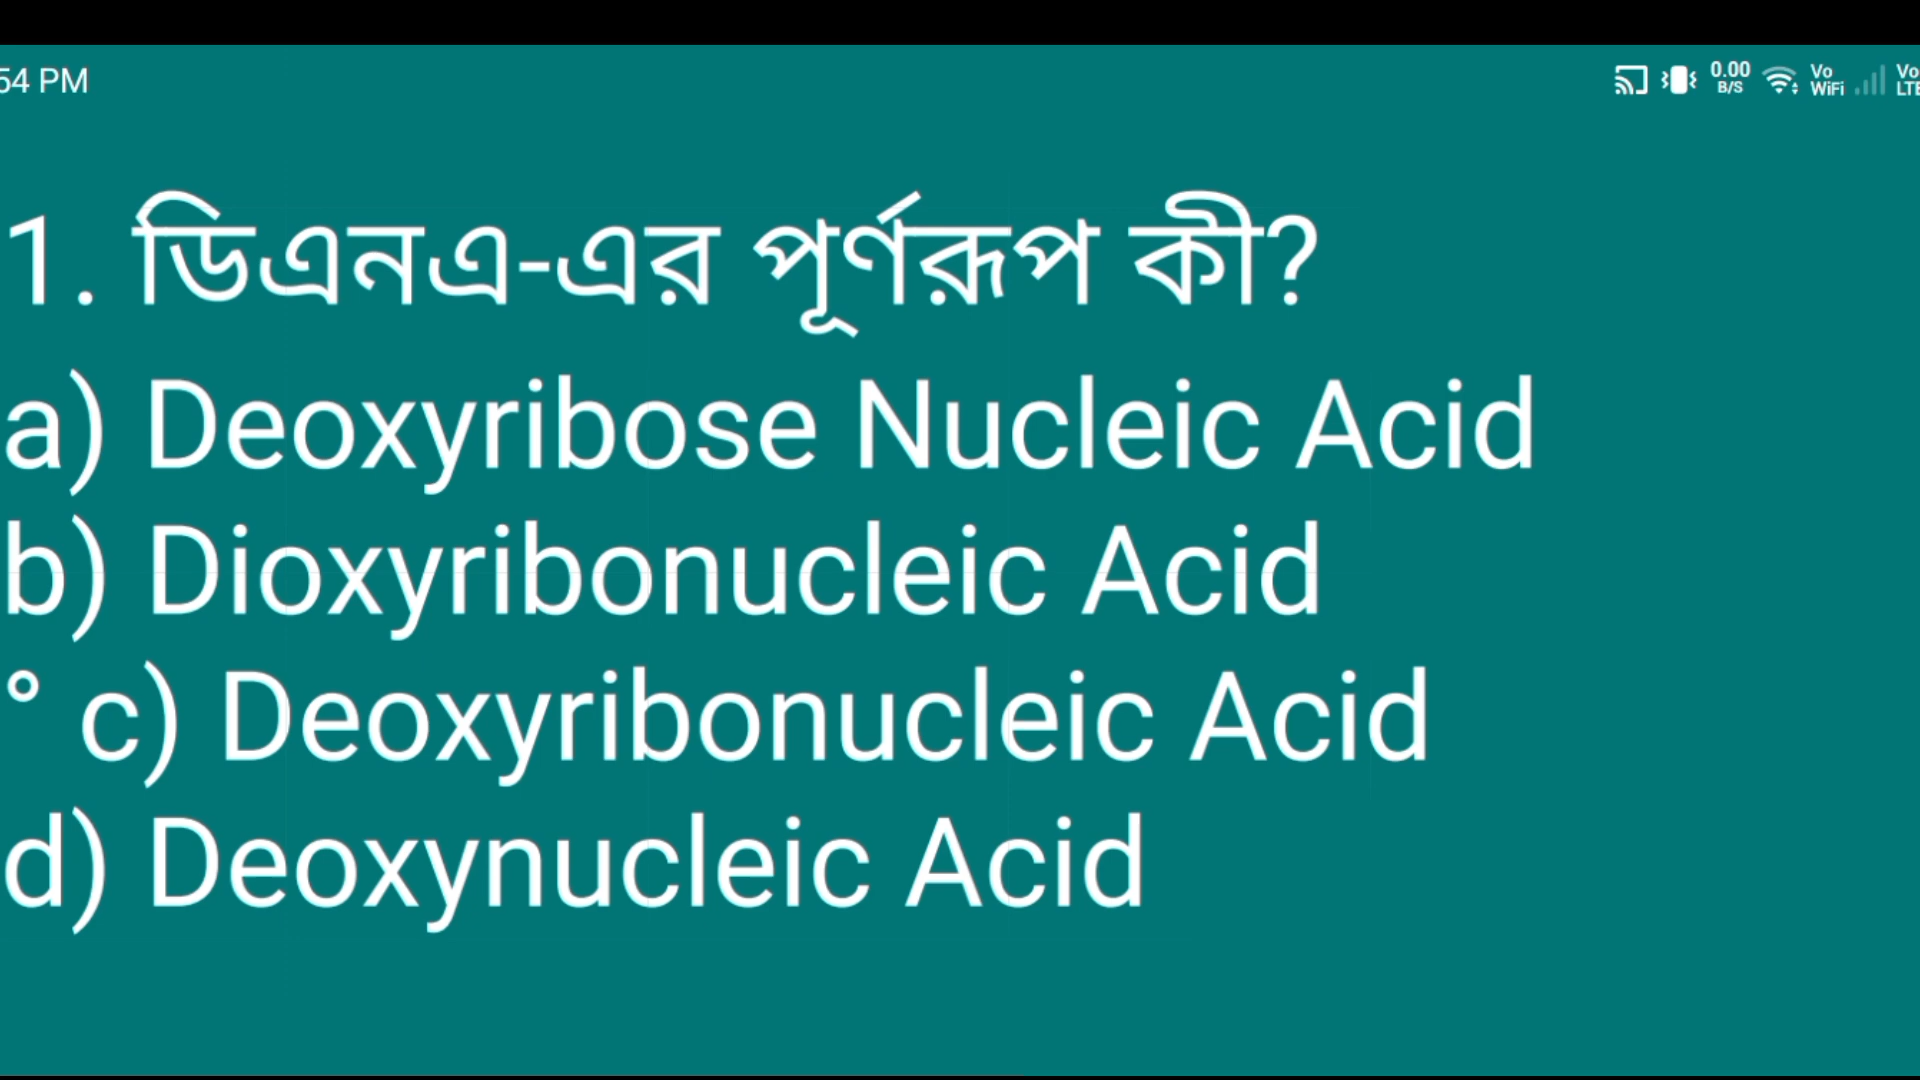 54 PM 0.00 B/S Vo WiFi Vo LTE
1. ডিএনএ-এর পূর্ণরূপ কী?
a) Deoxyribose Nucleic Acid
b) Dioxyribonucleic Acid
° c) Deoxyribonucleic Acid
d) Deoxynucleic Acid